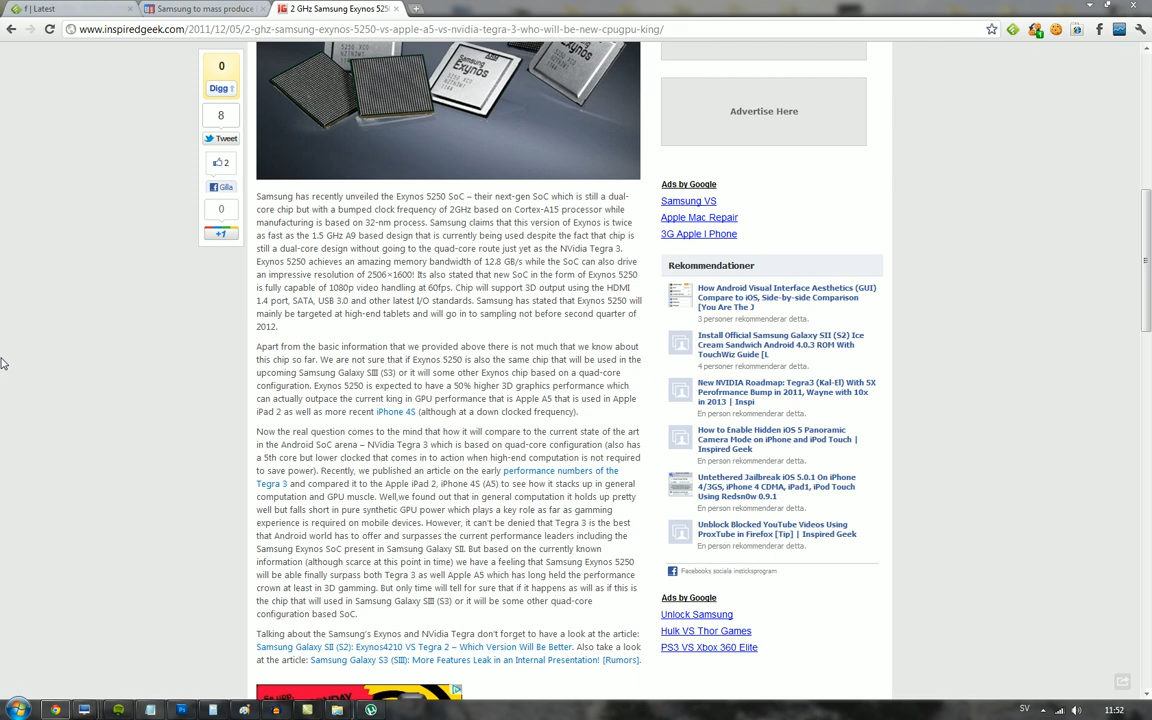 f | Latest
Samsung to mass produce
2 GHz Samsung Exynos 525
www.inspiredgeek.com/2011/12/05/2-ghz-samsung-exynos-5250-vs-apple-a5-vs-nvidia-tegra-3-who-will-be-new-cpugpu-king/
0
Digg
8
Tweet
2
Gilla
0
+1
Exynos
Advertise Here
Samsung has recently unveiled the Exynos 5250 SoC – their next-gen SoC which is still a dual-
core chip but with a bumped clock frequency of 2GHz based on Cortex-A15 processor while
manufacturing is based on 32-nm process. Samsung claims that this version of Exynos is twice
as fast as the 1.5 GHz A9 based design that is currently being used despite the fact that chip is
still a dual-core design without going to the quad-core route just yet as the NVidia Tegra 3.
Exynos 5250 achieves an amazing memory bandwidth of 12.8 GB/s while the SoC can also drive
an impressive resolution of 2506×1600! Its also stated that new SoC in the form of Exynos 5250
is fully capable of 1080p video handling at 60fps. Chip will support 3D output using the HDMI
1.4 port, SATA, USB 3.0 and other latest I/O standards. Samsung has stated that Exynos 5250 will
mainly be targeted at high-end tablets and will go in to sampling not before second quarter of
2012.
Apart from the basic information that we provided above there is not much that we know about
this chip so far. We are not sure that if Exynos 5250 is also the same chip that will be used in the
upcoming Samsung Galaxy SIII (S3) or it will some other Exynos chip based on a quad-core
configuration. Exynos 5250 is expected to have a 50% higher 3D graphics performance which
can actually outpace the current king in GPU performance that is Apple A5 that is used in Apple
iPad 2 as well as more recent iPhone 4S (although at a down clocked frequency).
Now the real question comes to the mind that how it will compare to the current state of the art
in the Android SoC arena – NVidia Tegra 3 which is based on quad-core configuration (also has
a 5th core but lower clocked that comes in to action when high-end computation is not required
to save power). Recently, we published an article on the early performance numbers of the
Tegra 3 and compared it to the Apple iPad 2, iPhone 4S (A5) to see how it stacks up in general
computation and GPU muscle. Well,we found out that in general computation it holds up pretty
well but falls short in pure synthetic GPU power which plays a key role as far as gamming
experience is required on mobile devices. However, it can't be denied that Tegra 3 is the best
that Android world has to offer and surpasses the current performance leaders including the
Samsung Exynos SoC present in Samsung Galaxy SII. But based on the currently known
information (although scarce at this point in time) we have a feeling that Samsung Exynos 5250
will be able finally surpass both Tegra 3 as well Apple A5 which has long held the performance
crown at least in 3D gamming. But only time will tell for sure that if it happens as will as if this is
the chip that will used in Samsung Galaxy SIII (S3) or it will be some other quad-core
configuration based SoC.
Talking about the Samsung's Exynos and NVidia Tegra don't forget to have a look at the article:
Samsung Galaxy SII (S2): Exynos4210 VS Tegra 2 – Which Version Will Be Better. Also take a look
at the article: Samsung Galaxy S3 (SIII): More Features Leak in an Internal Presentation! [Rumors].
Ads by Google
Samsung VS
Apple Mac Repair
3G Apple I Phone
Rekommendationer
How Android Visual Interface Aesthetics (GUI)
Compare to iOS, Side-by-side Comparison
[You Are The J
3 personer rekommenderar detta.
Install Official Samsung Galaxy SII (S2) Ice
Cream Sandwich Android 4.0.3 ROM With
TouchWiz Guide [L
4 personer rekommenderar detta.
New NVIDIA Roadmap: Tegra3 (Kal-El) With 5X
Peroformance Bump in 2011, Wayne with 10x
in 2013 | Inspi
En person rekommenderar detta.
How to Enable Hidden iOS 5 Panoramic
Camera Mode on iPhone and iPod Touch |
Inspired Geek
En person rekommenderar detta.
Untethered Jailbreak iOS 5.0.1 On iPhone
4/3GS, iPhone 4 CDMA, iPad1, iPod Touch
Using Redsn0w 0.9.1
En person rekommenderar detta.
Unblock Blocked YouTube Videos Using
ProxTube in Firefox [Tip] | Inspired Geek
En person rekommenderar detta.
Facebooks sociala insticksprogram
Ads by Google
Unlock Samsung
Hulk VS Thor Games
PS3 VS Xbox 360 Elite
SV
11:52